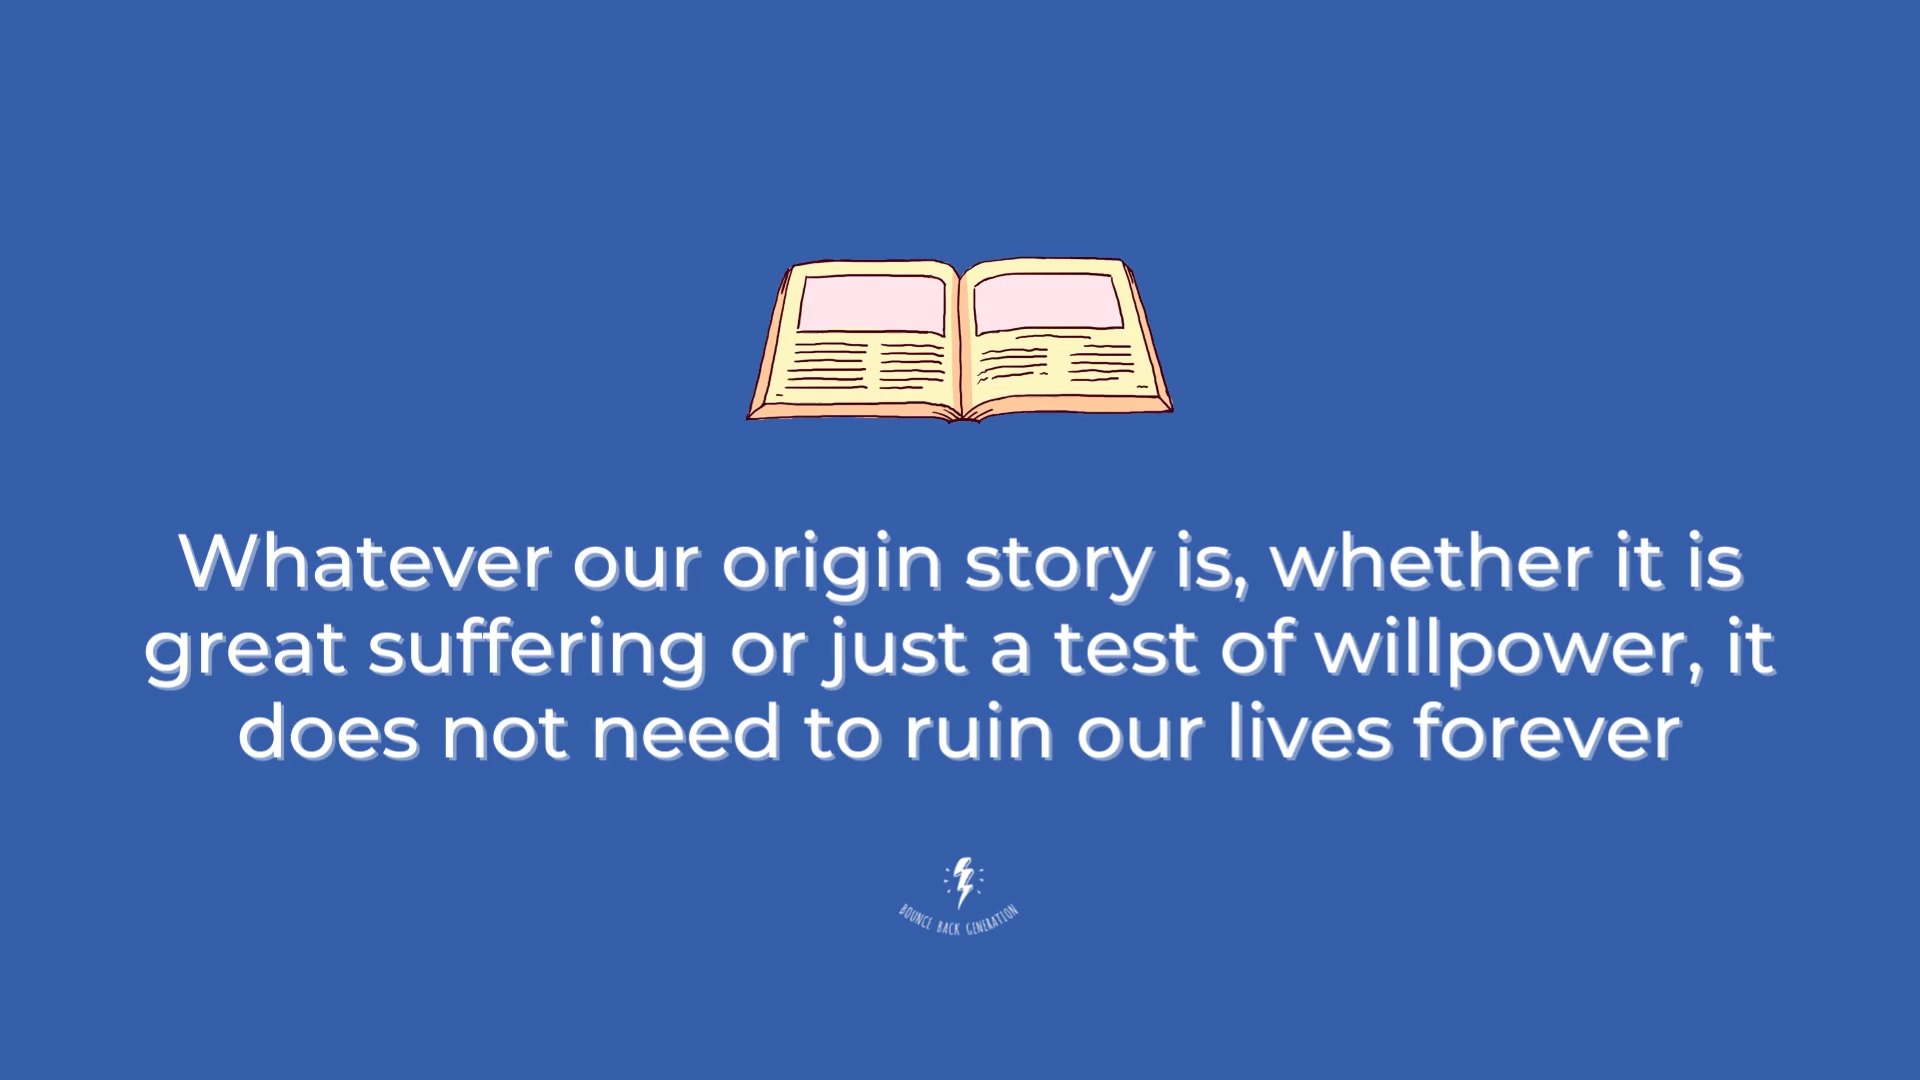 Whatever our origin story is, whether it is
great suffering or just a test of willpower, it
does not need to ruin our lives forever
BOUNCE BACK GENERATION